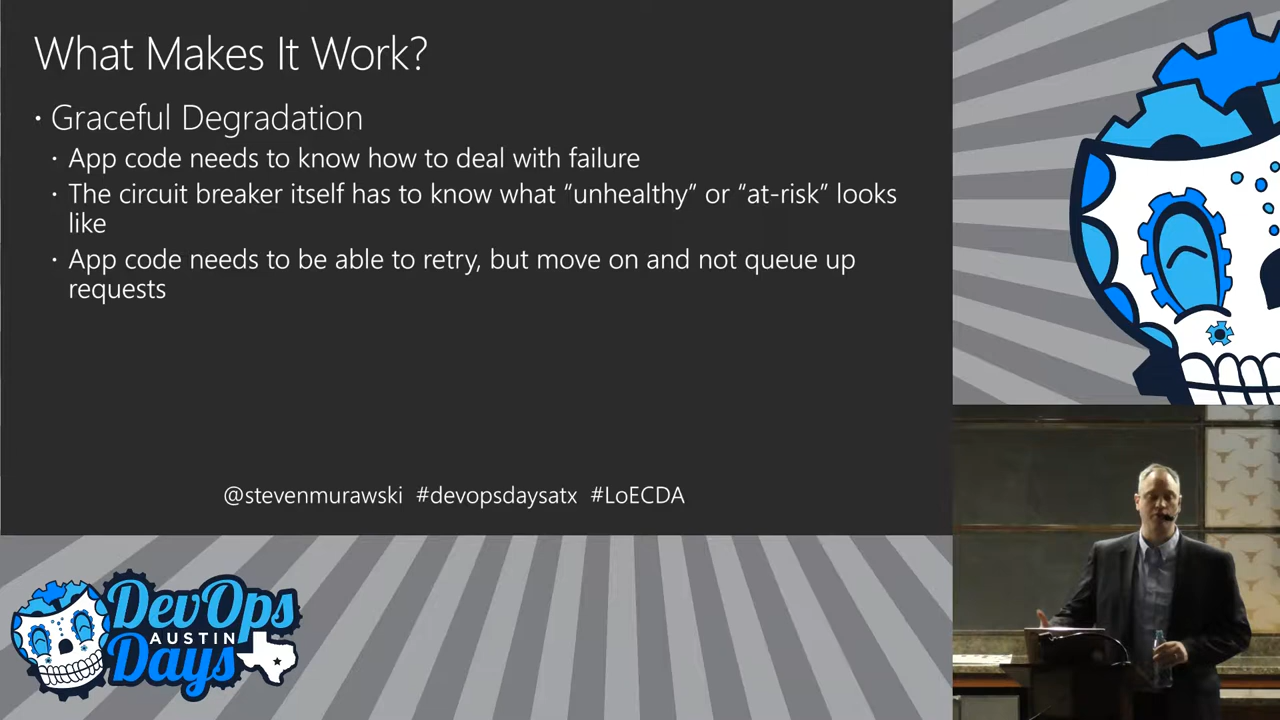 What Makes It Work?
• Graceful Degradation
• App code needs to know how to deal with failure
• The circuit breaker itself has to know what “unhealthy” or “at-risk” looks
like
• App code needs to be able to retry, but move on and not queue up
requests
@stevenmurawski #devopsdaysatx #LoECDA
DevOps
AUSTIN
Days